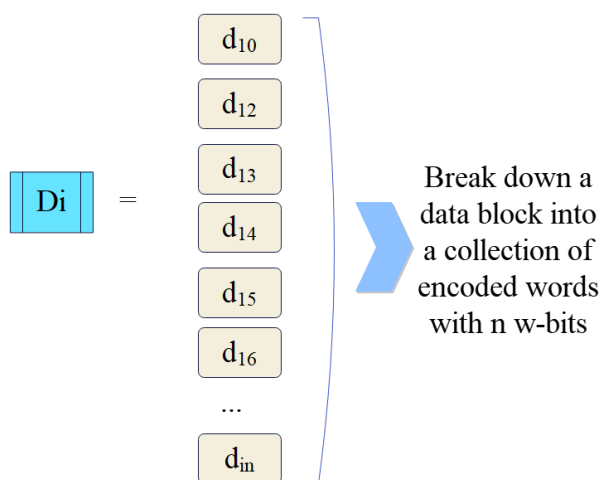 d10
d12
d13
Di =
d14
d15
d16
...
din
Break down a
data block into
a collection of
encoded words
with n w-bits